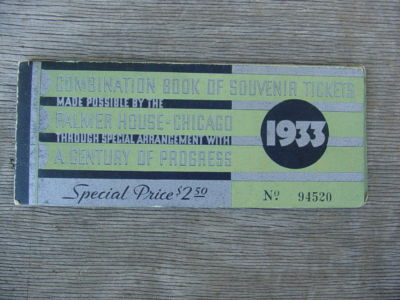 COMBINATION BOOK OF SOUVENIR TICKETS
MADE POSSIBLE BY THE
PALMER HOUSE-CHICAGO
THROUGH SPECIAL ARRANGEMENT WITH
A CENTURY OF PROGRESS
1933
Special Price $2.50
No. 94520